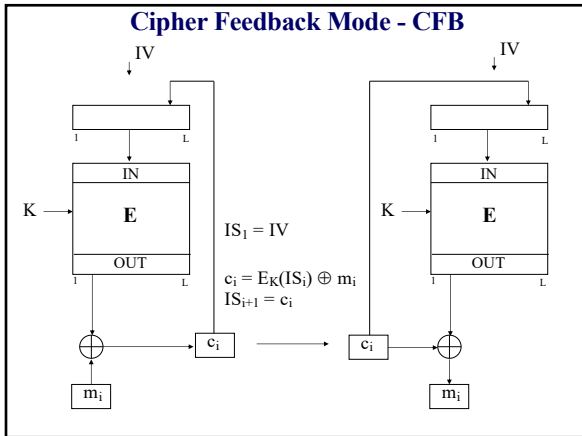 Cipher Feedback Mode - CFB
IV
1 L
IN
K
E
OUT
1 L
IS₁ = IV
cᵢ = E_K(ISᵢ) ⊕ mᵢ
ISᵢ₊₁ = cᵢ
cᵢ
mᵢ
IV
1 L
IN
K
E
OUT
1 L
cᵢ
mᵢ